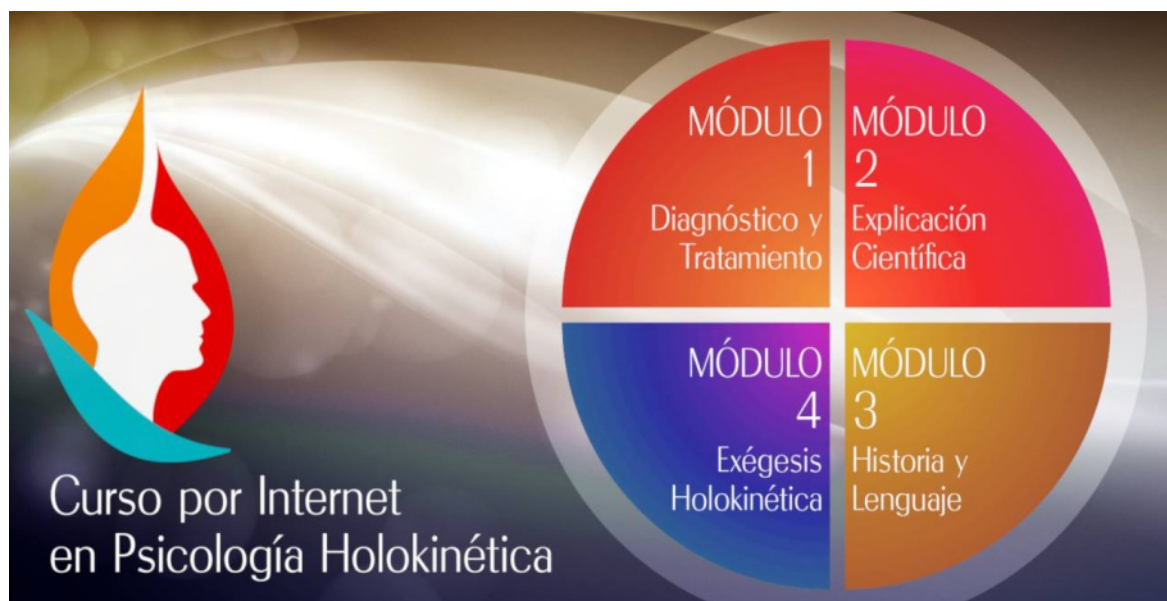 MÓDULO
1
Diagnóstico y
Tratamiento
MÓDULO
2
Explicación
Científica
MÓDULO
3
Historia y
Lenguaje
MÓDULO
4
Exégesis
Holokinética
Curso por Internet
en Psicología Holokinética